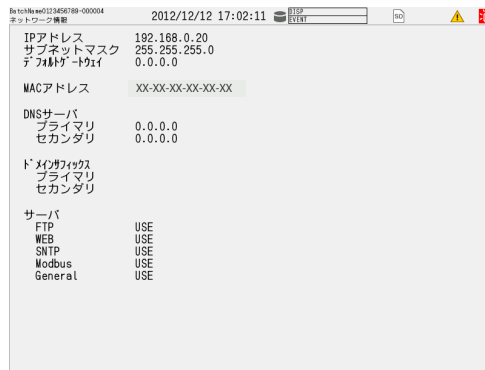 BatchName0123456789-000004
ネットワーク情報
2012/12/12 17:02:11
DISP
EVENT
SD
IPアドレス 192.168.0.20
サブネットマスク 255.255.255.0
ﾃﾞﾌｫﾙﾄｹﾞｰﾄｳｪｲ 0.0.0.0
MACアドレス XX-XX-XX-XX-XX-XX
DNSサーバ
プライマリ 0.0.0.0
セカンダリ 0.0.0.0
ﾄﾞﾒｲﾝｻﾌｨｯｸｽ
プライマリ
セカンダリ
サーバ
FTP USE
WEB USE
SNTP USE
Modbus USE
General USE